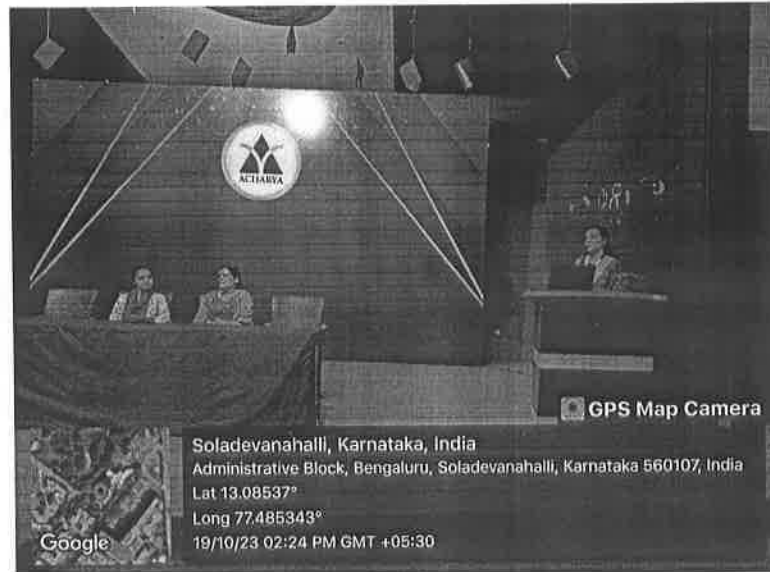 ACHARYA
GPS Map Camera
Soladevanahalli, Karnataka, India
Administrative Block, Bengaluru, Soladevanahalli, Karnataka 560107, India
Lat 13.08537°
Long 77.485343°
19/10/23 02:24 PM GMT +05:30
Google